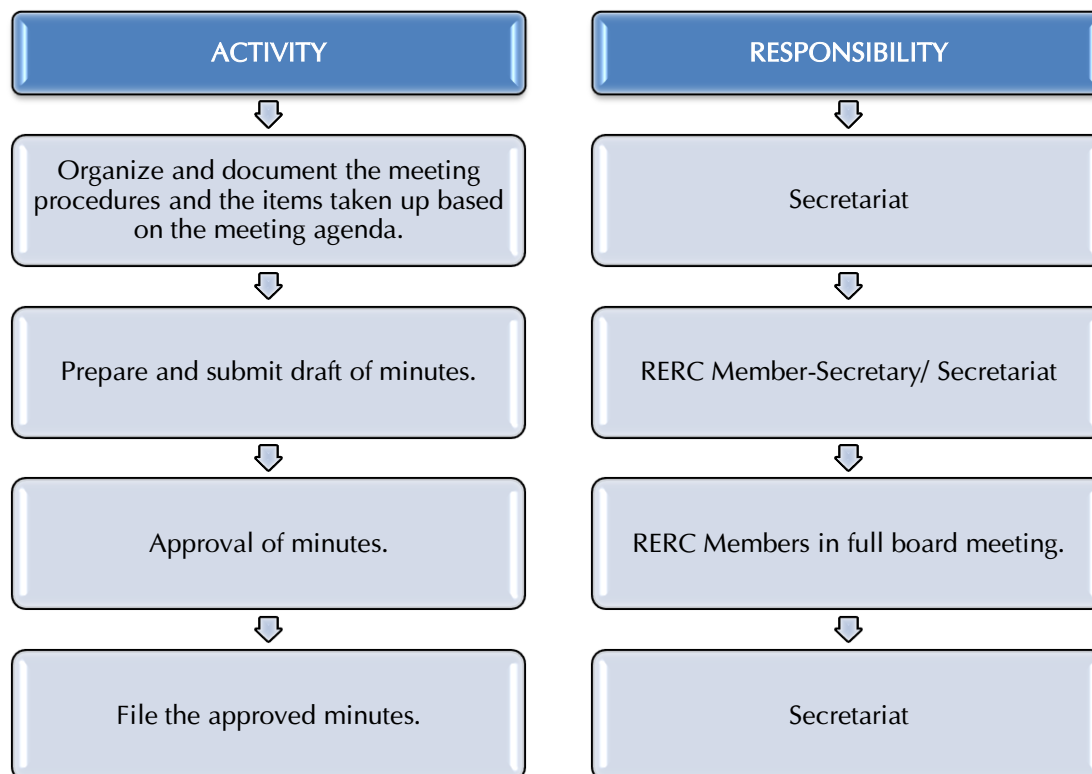 ACTIVITY
RESPONSIBILITY
Organize and document the meeting
procedures and the items taken up based
on the meeting agenda.
Secretariat
Prepare and submit draft of minutes.
RERC Member-Secretary/ Secretariat
Approval of minutes.
RERC Members in full board meeting.
File the approved minutes.
Secretariat